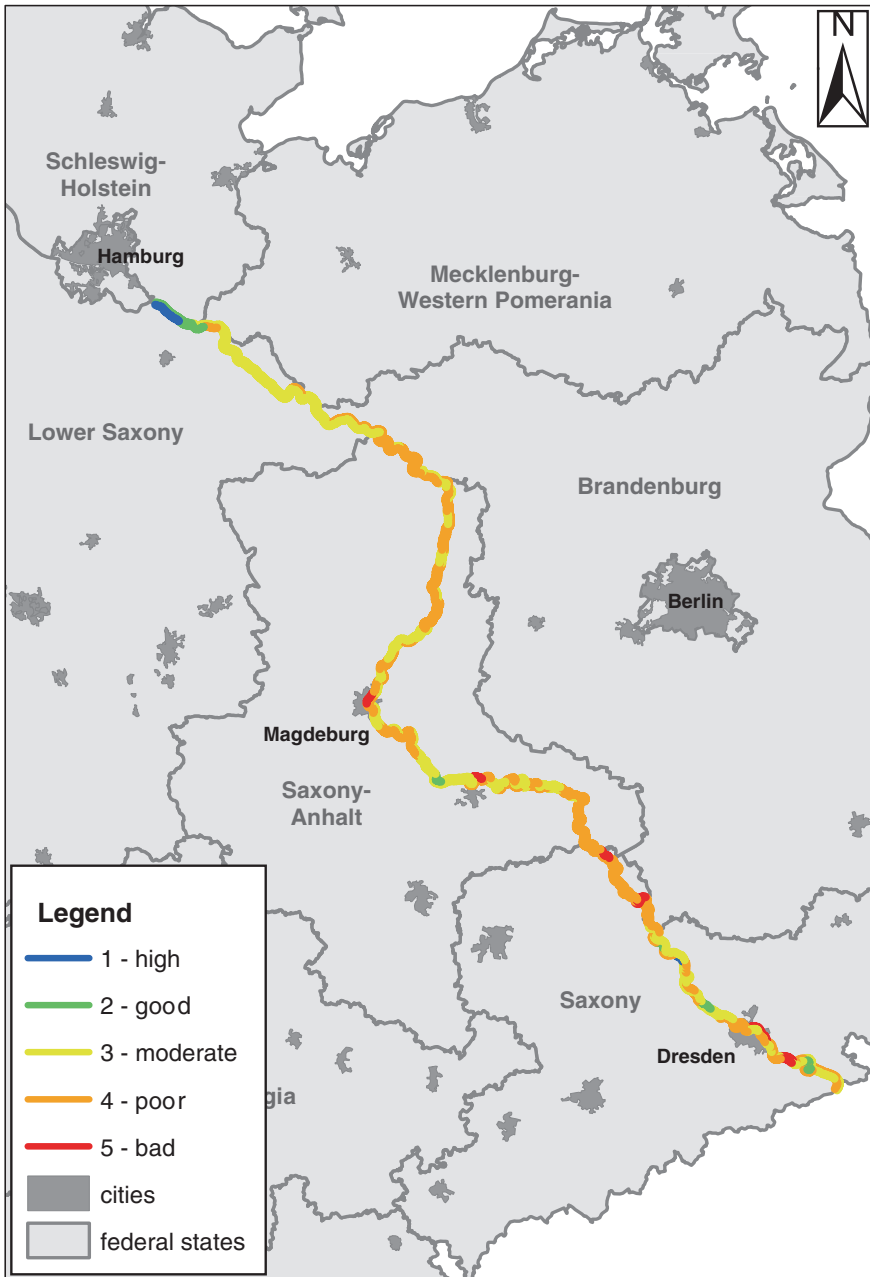 N
Schleswig-
Holstein
Hamburg
Mecklenburg-
Western Pomerania
Lower Saxony
Brandenburg
Berlin
Magdeburg
Saxony-
Anhalt
Saxony
Dresden
gia
Legend
1 - high
2 - good
3 - moderate
4 - poor
5 - bad
cities
federal states